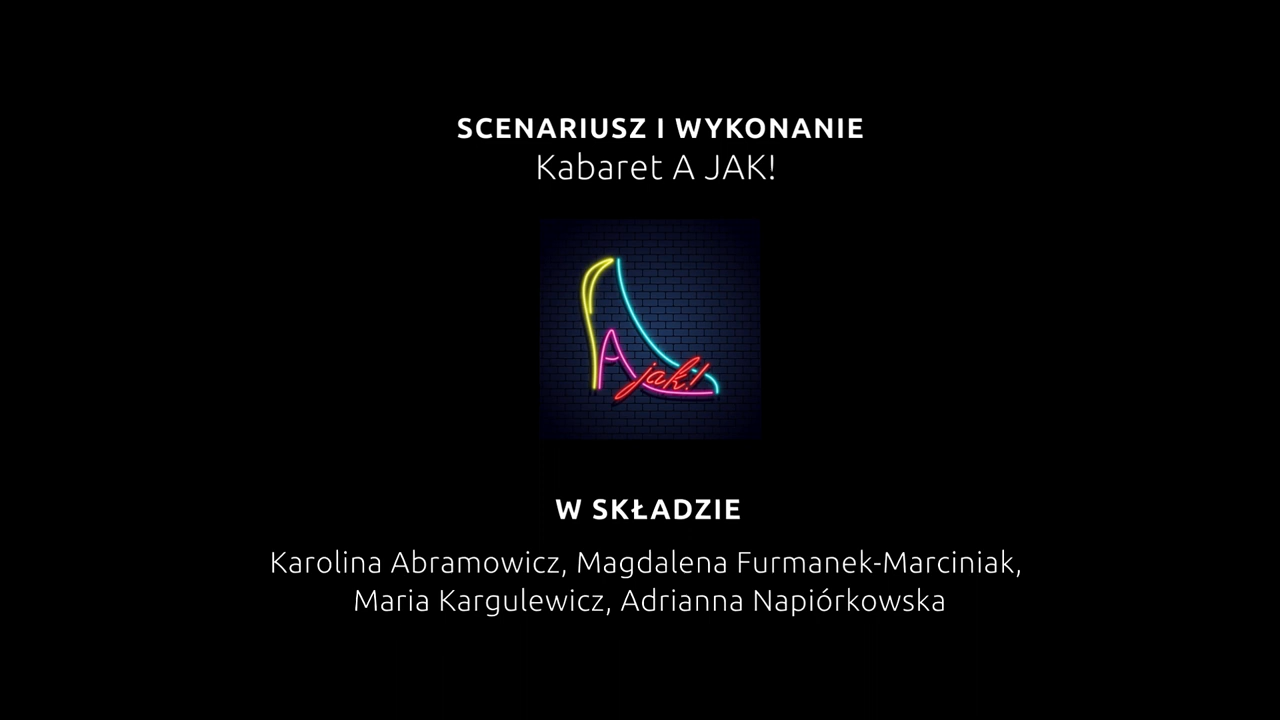 SCENARIUSZ I WYKONANIE
Kabaret A JAK!
A jak!
W SKŁADZIE
Karolina Abramowicz, Magdalena Furmanek-Marciniak,
Maria Kargulewicz, Adrianna Napiórkowska